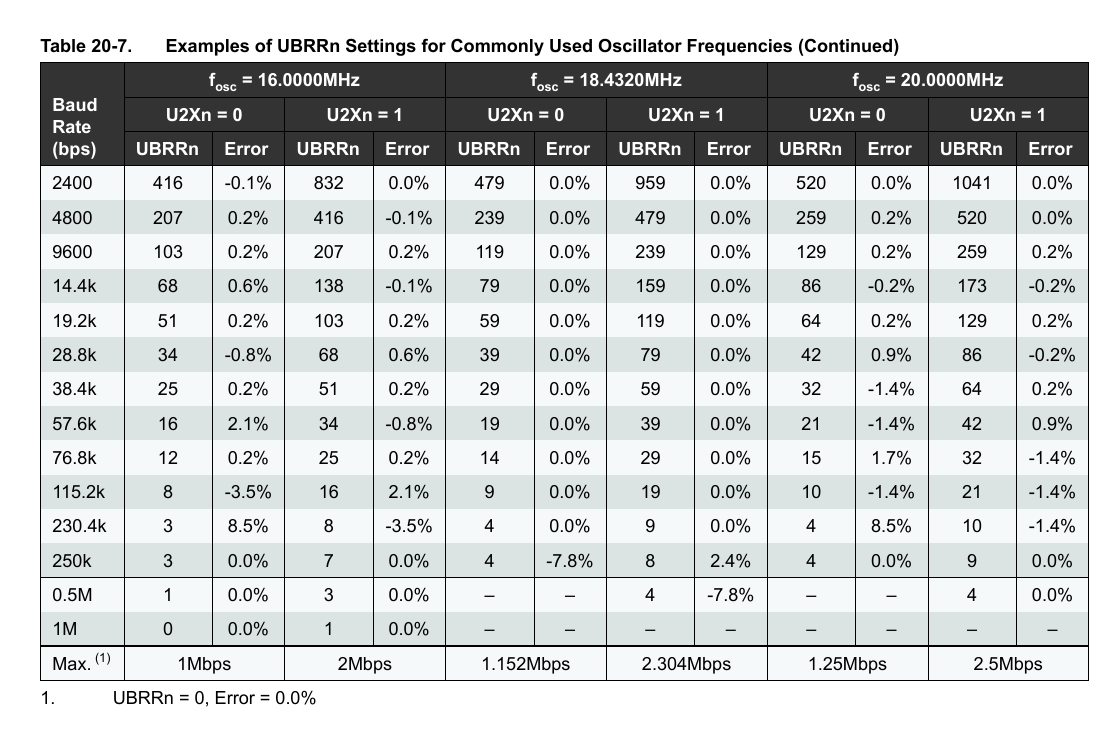 Table 20-7. Examples of UBRRn Settings for Commonly Used Oscillator Frequencies (Continued)
Baud Rate (bps) fosc = 16.0000MHz fosc = 18.4320MHz fosc = 20.0000MHz
U2Xn = 0 U2Xn = 1 U2Xn = 0 U2Xn = 1 U2Xn = 0 U2Xn = 1
UBRRn Error UBRRn Error UBRRn Error UBRRn Error UBRRn Error UBRRn Error
2400 416 -0.1% 832 0.0% 479 0.0% 959 0.0% 520 0.0% 1041 0.0%
4800 207 0.2% 416 -0.1% 239 0.0% 479 0.0% 259 0.2% 520 0.0%
9600 103 0.2% 207 0.2% 119 0.0% 239 0.0% 129 0.2% 259 0.2%
14.4k 68 0.6% 138 -0.1% 79 0.0% 159 0.0% 86 -0.2% 173 -0.2%
19.2k 51 0.2% 103 0.2% 59 0.0% 119 0.0% 64 0.2% 129 0.2%
28.8k 34 -0.8% 68 0.6% 39 0.0% 79 0.0% 42 0.9% 86 -0.2%
38.4k 25 0.2% 51 0.2% 29 0.0% 59 0.0% 32 -1.4% 64 0.2%
57.6k 16 2.1% 34 -0.8% 19 0.0% 39 0.0% 21 -1.4% 42 0.9%
76.8k 12 0.2% 25 0.2% 14 0.0% 29 0.0% 15 1.7% 32 -1.4%
115.2k 8 -3.5% 16 2.1% 9 0.0% 19 0.0% 10 -1.4% 21 -1.4%
230.4k 3 8.5% 8 -3.5% 4 0.0% 9 0.0% 4 8.5% 10 -1.4%
250k 3 0.0% 7 0.0% 4 -7.8% 8 2.4% 4 0.0% 9 0.0%
0.5M 1 0.0% 3 0.0% – – 4 -7.8% – – 4 0.0%
1M 0 0.0% 1 0.0% – – – – – – – –
Max. (1) 1Mbps 2Mbps 1.152Mbps 2.304Mbps 1.25Mbps 2.5Mbps
1. UBRRn = 0, Error = 0.0%